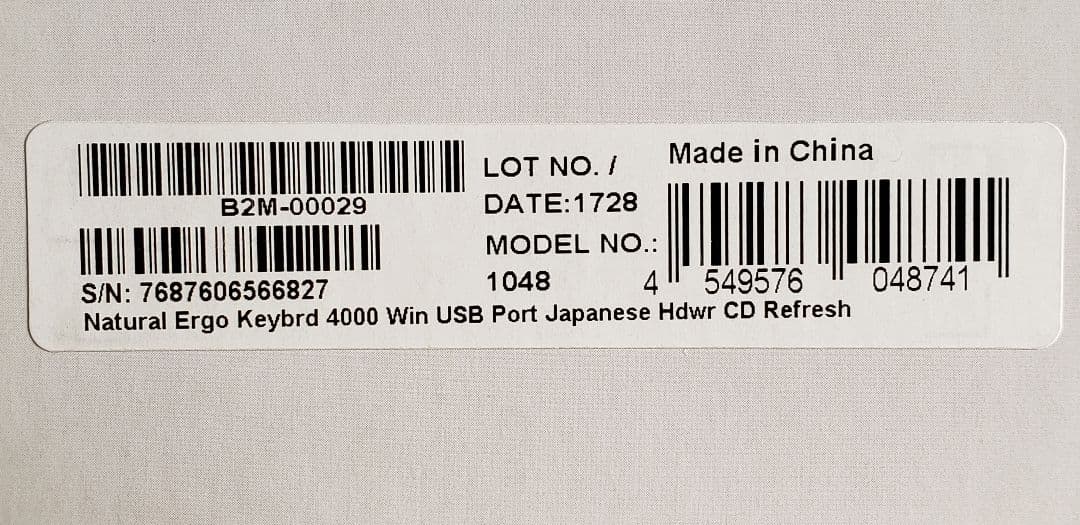 B2M-00029
S/N: 7687606566827
LOT NO. /
DATE:1728
MODEL NO.:
1048
Made in China
4 549576 048741
Natural Ergo Keybrd 4000 Win USB Port Japanese Hdwr CD Refresh